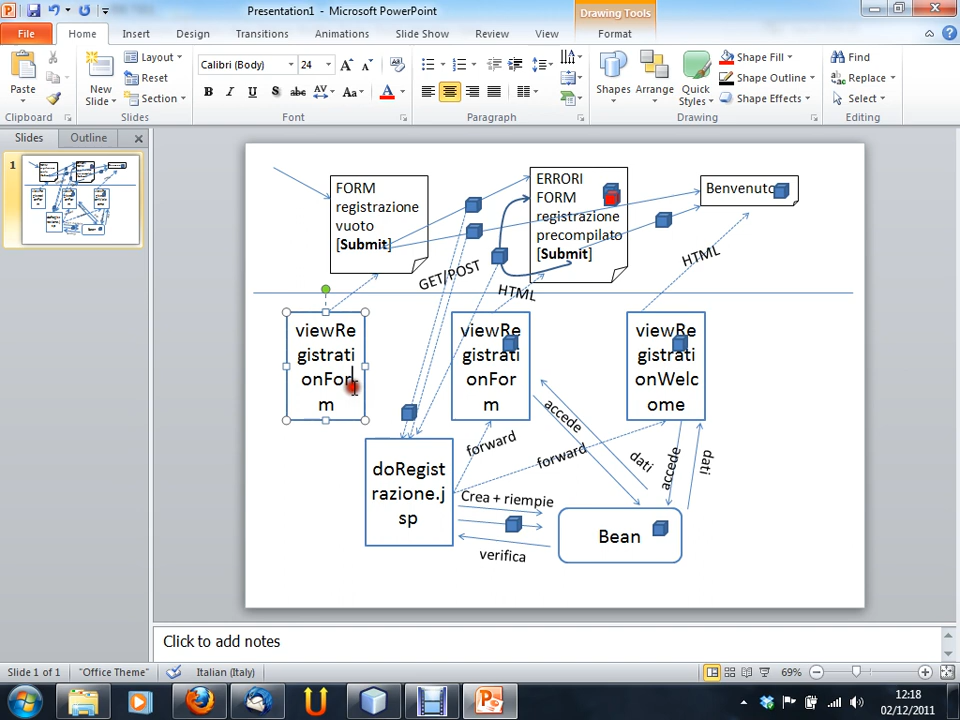 Presentation1 - Microsoft PowerPoint
Drawing Tools
File
Home
Insert
Design
Transitions
Animations
Slide Show
Review
View
Format
Paste
New
Slide
Layout
Reset
Section
Calibri (Body)
24
B I U S abc AV Aa A
Shapes
Arrange
Quick
Styles
Shape Fill
Shape Outline
Shape Effects
Find
Replace
Select
Clipboard
Slides
Font
Paragraph
Drawing
Editing
Slides
Outline
1
FORM
registrazione
vuoto
[Submit]
ERRORI
FORM
registrazione
precompilato
[Submit]
Benvenuto
GET/POST
HTML
HTML
viewRe
gistrati
onFor
m
viewRe
gistrati
onFor
m
viewRe
gistrati
onWelc
ome
doRegist
razione.j
sp
forward
forward
accede
dati
accede
dati
Crea + riempie
verifica
Bean
Click to add notes
Slide 1 of 1
"Office Theme"
Italian (Italy)
69%
12:18
02/12/2011